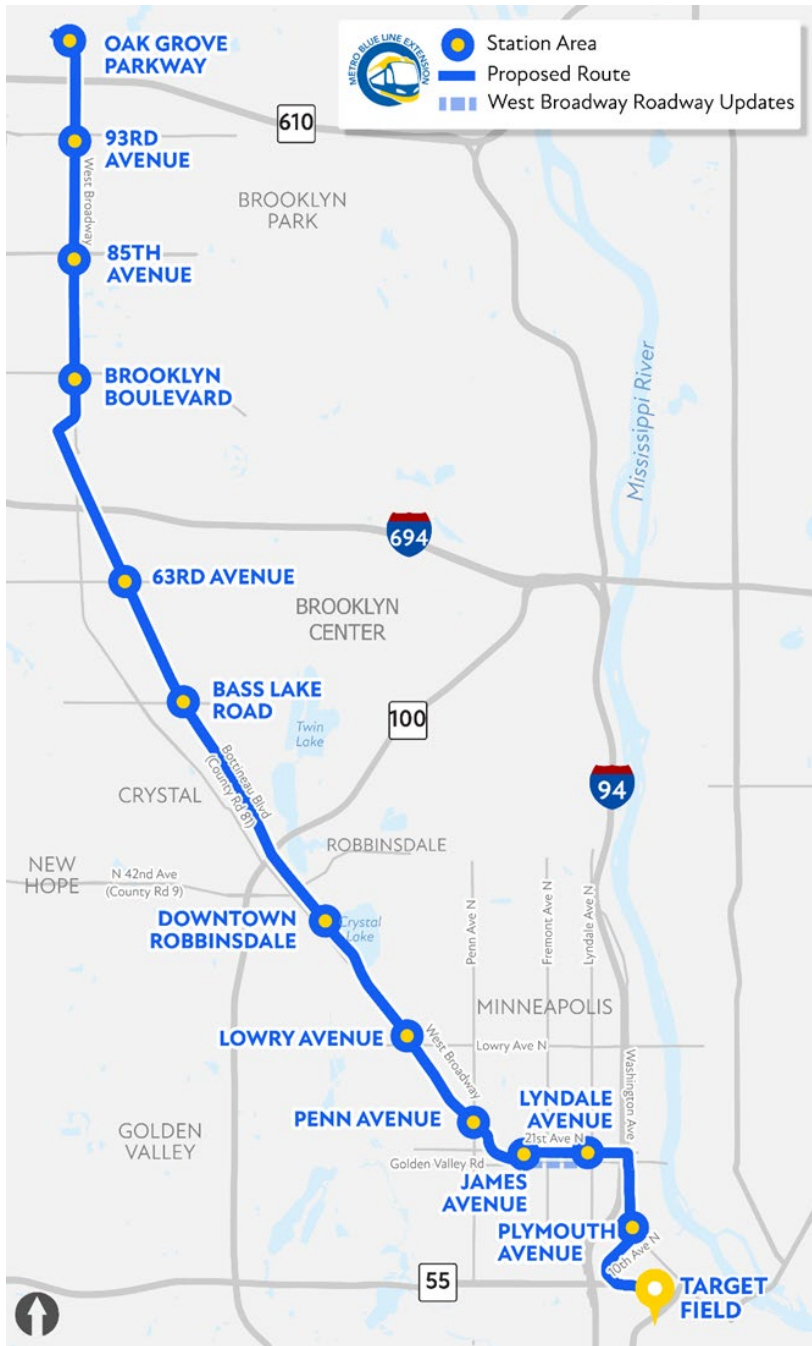 OAK GROVE
PARKWAY
METRO BLUE LINE EXTENSION
Station Area
Proposed Route
West Broadway Roadway Updates
610
93RD
AVENUE
West Broadway
BROOKLYN
PARK
85TH
AVENUE
BROOKLYN
BOULEVARD
Mississippi River
694
63RD AVENUE
BROOKLYN
CENTER
BASS LAKE
ROAD
100
Twin
Lake
94
Bottineau Blvd
(County Rd 81)
CRYSTAL
ROBBINSDALE
NEW
HOPE
N 42nd Ave
(County Rd 9)
DOWNTOWN
ROBBINSDALE
Crystal
Lake
Penn Ave N
Fremont Ave N
Lyndale Ave N
MINNEAPOLIS
LOWRY AVENUE
Lowry Ave N
West Broadway
Washington Ave
PENN AVENUE
LYNDALE
AVENUE
21st Ave N
GOLDEN
VALLEY
Golden Valley Rd
JAMES
AVENUE
PLYMOUTH
AVENUE
10th Ave N
55
TARGET
FIELD